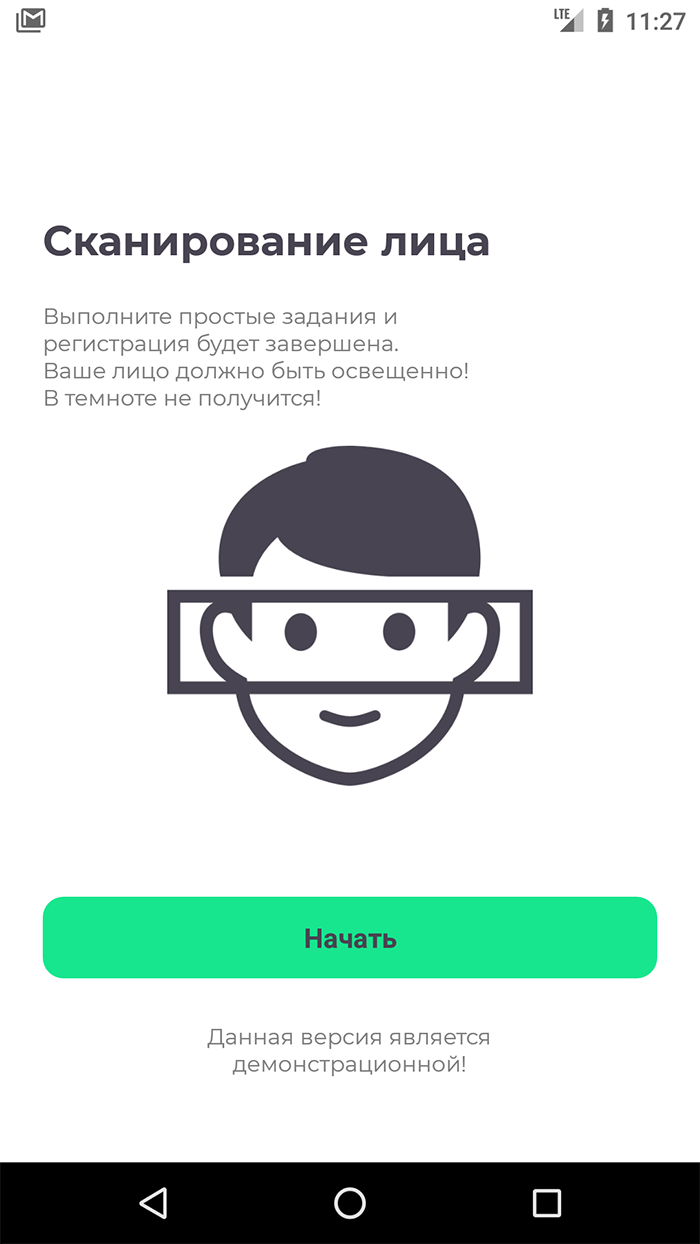 LTE 11:27
Сканирование лица
Выполните простые задания и
регистрация будет завершена.
Ваше лицо должно быть освещенно!
В темноте не получится!
Начать
Данная версия является
демонстрационной!